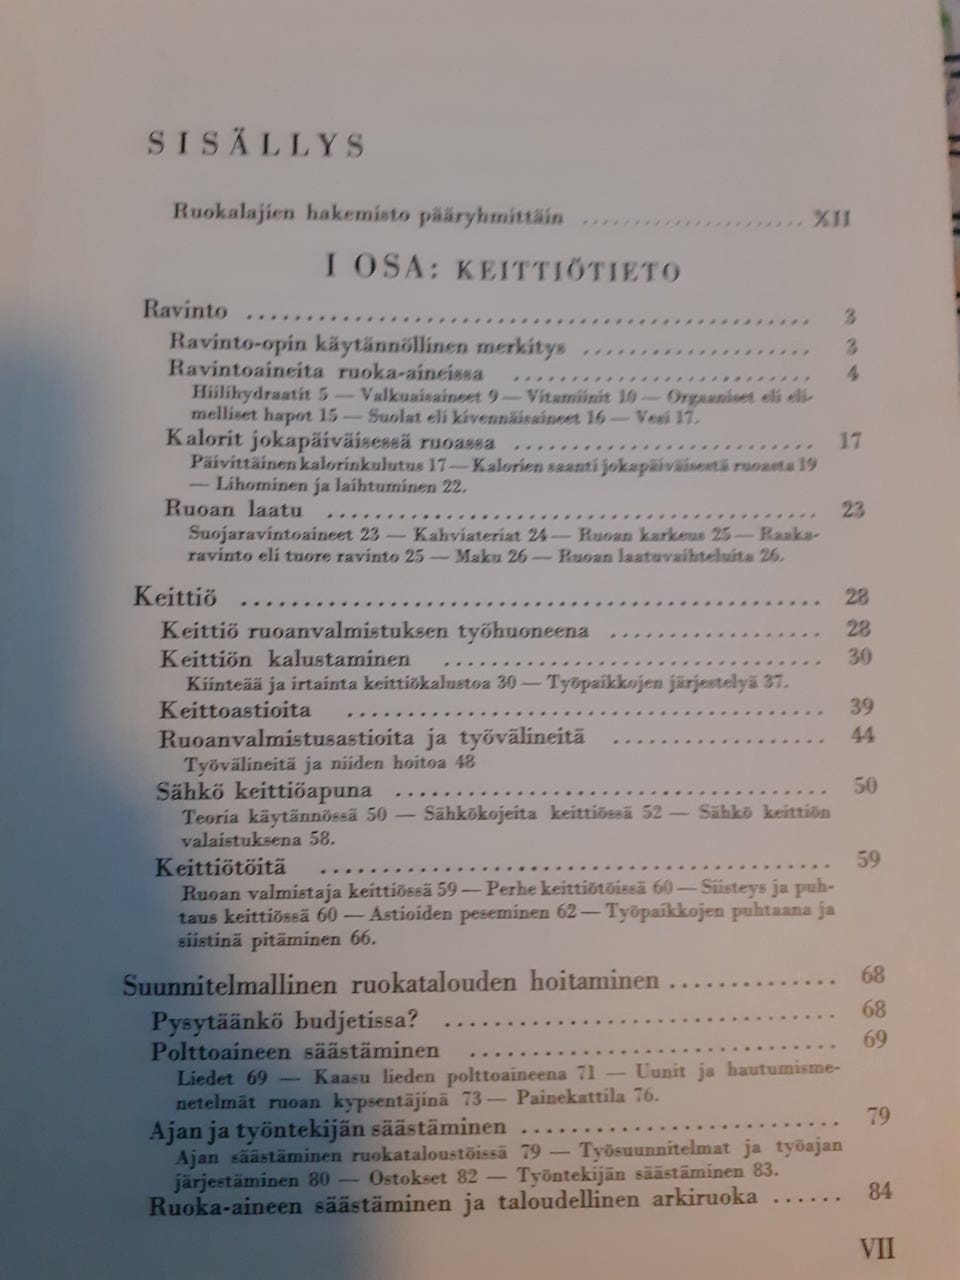 SISÄLLYS
Ruokalajien hakemisto pääryhmittäin ...................... XII
I OSA: KEITTIÖTIETO
Ravinto ........................................ 3
Ravinto-opin käytännöllinen merkitys .................... 3
Ravintoaineita ruoka-aineissa .......................... 4
Hiilihydraatit 5 — Valkuaisaineet 9 — Vitamiinit 10 — Orgaaniset eli eli-
melliset hapot 15 — Suolat eli kivennäisaineet 16 — Vesi 17.
Kalorit jokapäiväisessä ruoassa .......................... 17
Päivittäinen kalorinkulutus 17 — Kalorien saanti jokapäiväisestä ruoasta 19
— Lihominen ja laihtuminen 22.
Ruoan laatu ........................................ 23
Suojaravintoaineet 23 — Kahviateriat 24 — Ruoan karkeus 25 — Raaka-
ravinto eli tuore ravinto 25 — Maku 26 — Ruoan laatuvaihteluita 26.
Keittiö ........................................ 28
Keittiö ruoanvalmistuksen työhuoneena .................. 28
Keittiön kalustaminen ................................ 30
Kiinteää ja irtainta keittiökalustoa 30 — Työpaikkojen järjestelyä 37.
Keittoastioita ........................................ 39
Ruoanvalmistusastioita ja työvälineitä .................. 44
Työvälineitä ja niiden hoitoa 48
Sähkö keittiöapuna .................................... 50
Teoria käytännössä 50 — Sähkökojeita keittiössä 52 — Sähkö keittiön
valaistuksena 58.
Keittiötöitä ........................................ 59
Ruoan valmistaja keittiössä 59 — Perhe keittiötöissä 60 — Siisteys ja puh-
taus keittiössä 60 — Astioiden peseminen 62 — Työpaikkojen puhtaana ja
siistinä pitäminen 66.
Suunnitelmallinen ruokatalouden hoitaminen .............. 68
Pysytäänkö budjetissa? ................................ 68
Polttoaineen säästäminen .............................. 69
Liedet 69 — Kaasu lieden polttoaineena 71 — Uunit ja hautumisme-
netelmät ruoan kypsentäjinä 73 — Painekattila 76.
Ajan ja työntekijän säästäminen .......................... 79
Ajan säästäminen ruokataloustöissä 79 — Työsuunnitelmat ja työajan
järjestäminen 80 — Ostokset 82 — Työntekijän säästäminen 83.
Ruoka-aineen säästäminen ja taloudellinen arkiruoka ...... 84
VII